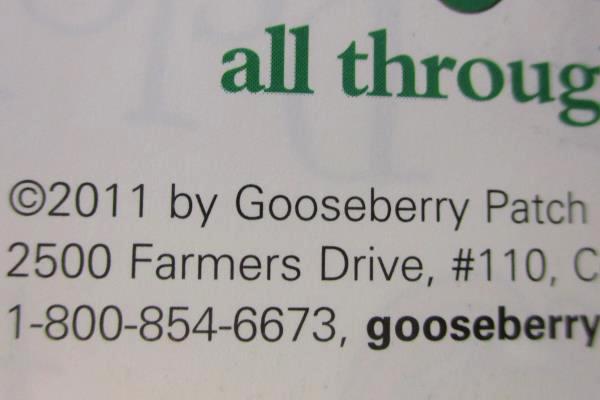 all throug
©2011 by Gooseberry Patch
2500 Farmers Drive, #110, C
1-800-854-6673, gooseberry